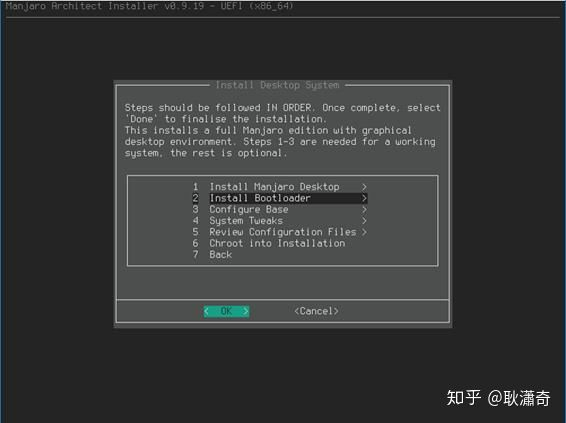 Manjaro Architect Installer v0.9.19 - UEFI (x86_64)
Install Desktop System
Steps should be followed IN ORDER. Once complete, select
'Done' to finalise the installation.
This installs a full Manjaro edition with graphical
desktop environment. Steps 1-3 are needed for a working
system, the rest is optional.
1 Install Manjaro Desktop >
2 Install Bootloader >
3 Configure Base >
4 System Tweaks >
5 Review Configuration Files >
6 Chroot into Installation
7 Back
< OK > <Cancel>
知乎 @耿潇奇